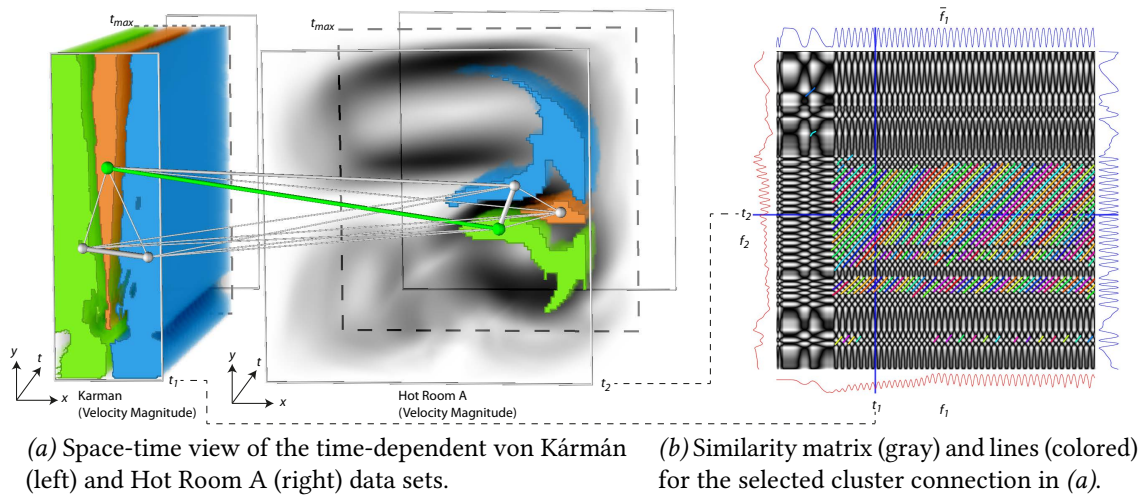 t_max
t_max
f̄_1
t_2
f_2
y
t
x
t_1
Karman
(Velocity Magnitude)
y
t
x
Hot Room A
(Velocity Magnitude)
t_2
t_1
f_1
(a) Space-time view of the time-dependent von Kármán
(left) and Hot Room A (right) data sets.
(b) Similarity matrix (gray) and lines (colored)
for the selected cluster connection in (a).